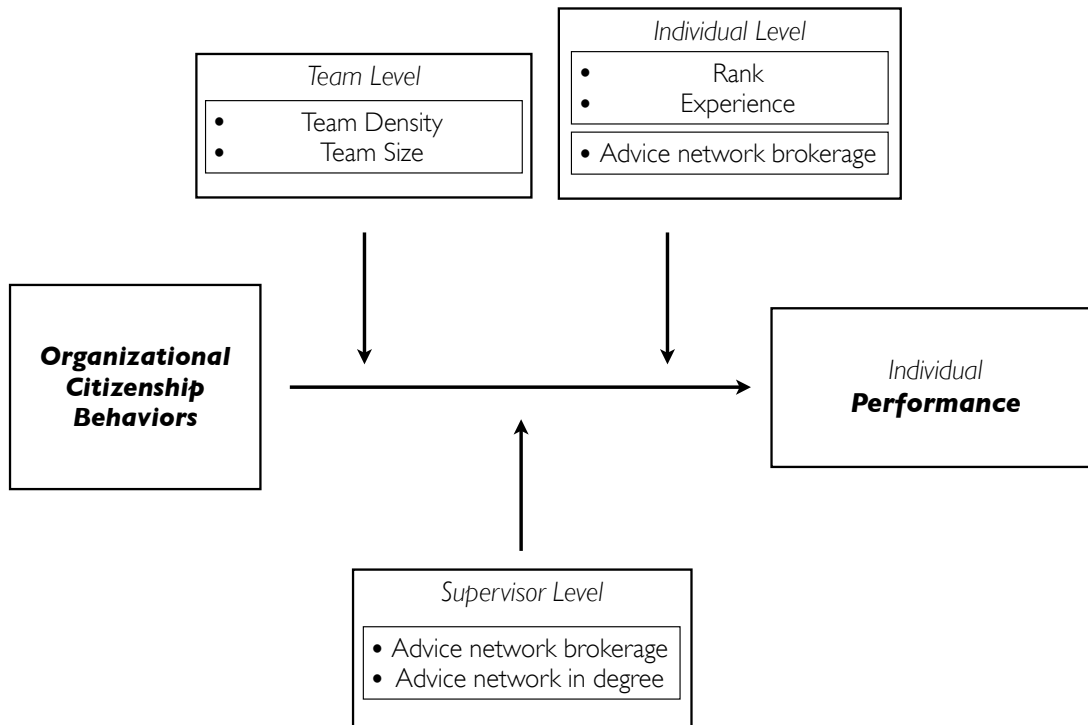 Team Level
• Team Density
• Team Size
Individual Level
• Rank
• Experience
• Advice network brokerage
Organizational
Citizenship
Behaviors
Individual
Performance
Supervisor Level
• Advice network brokerage
• Advice network in degree